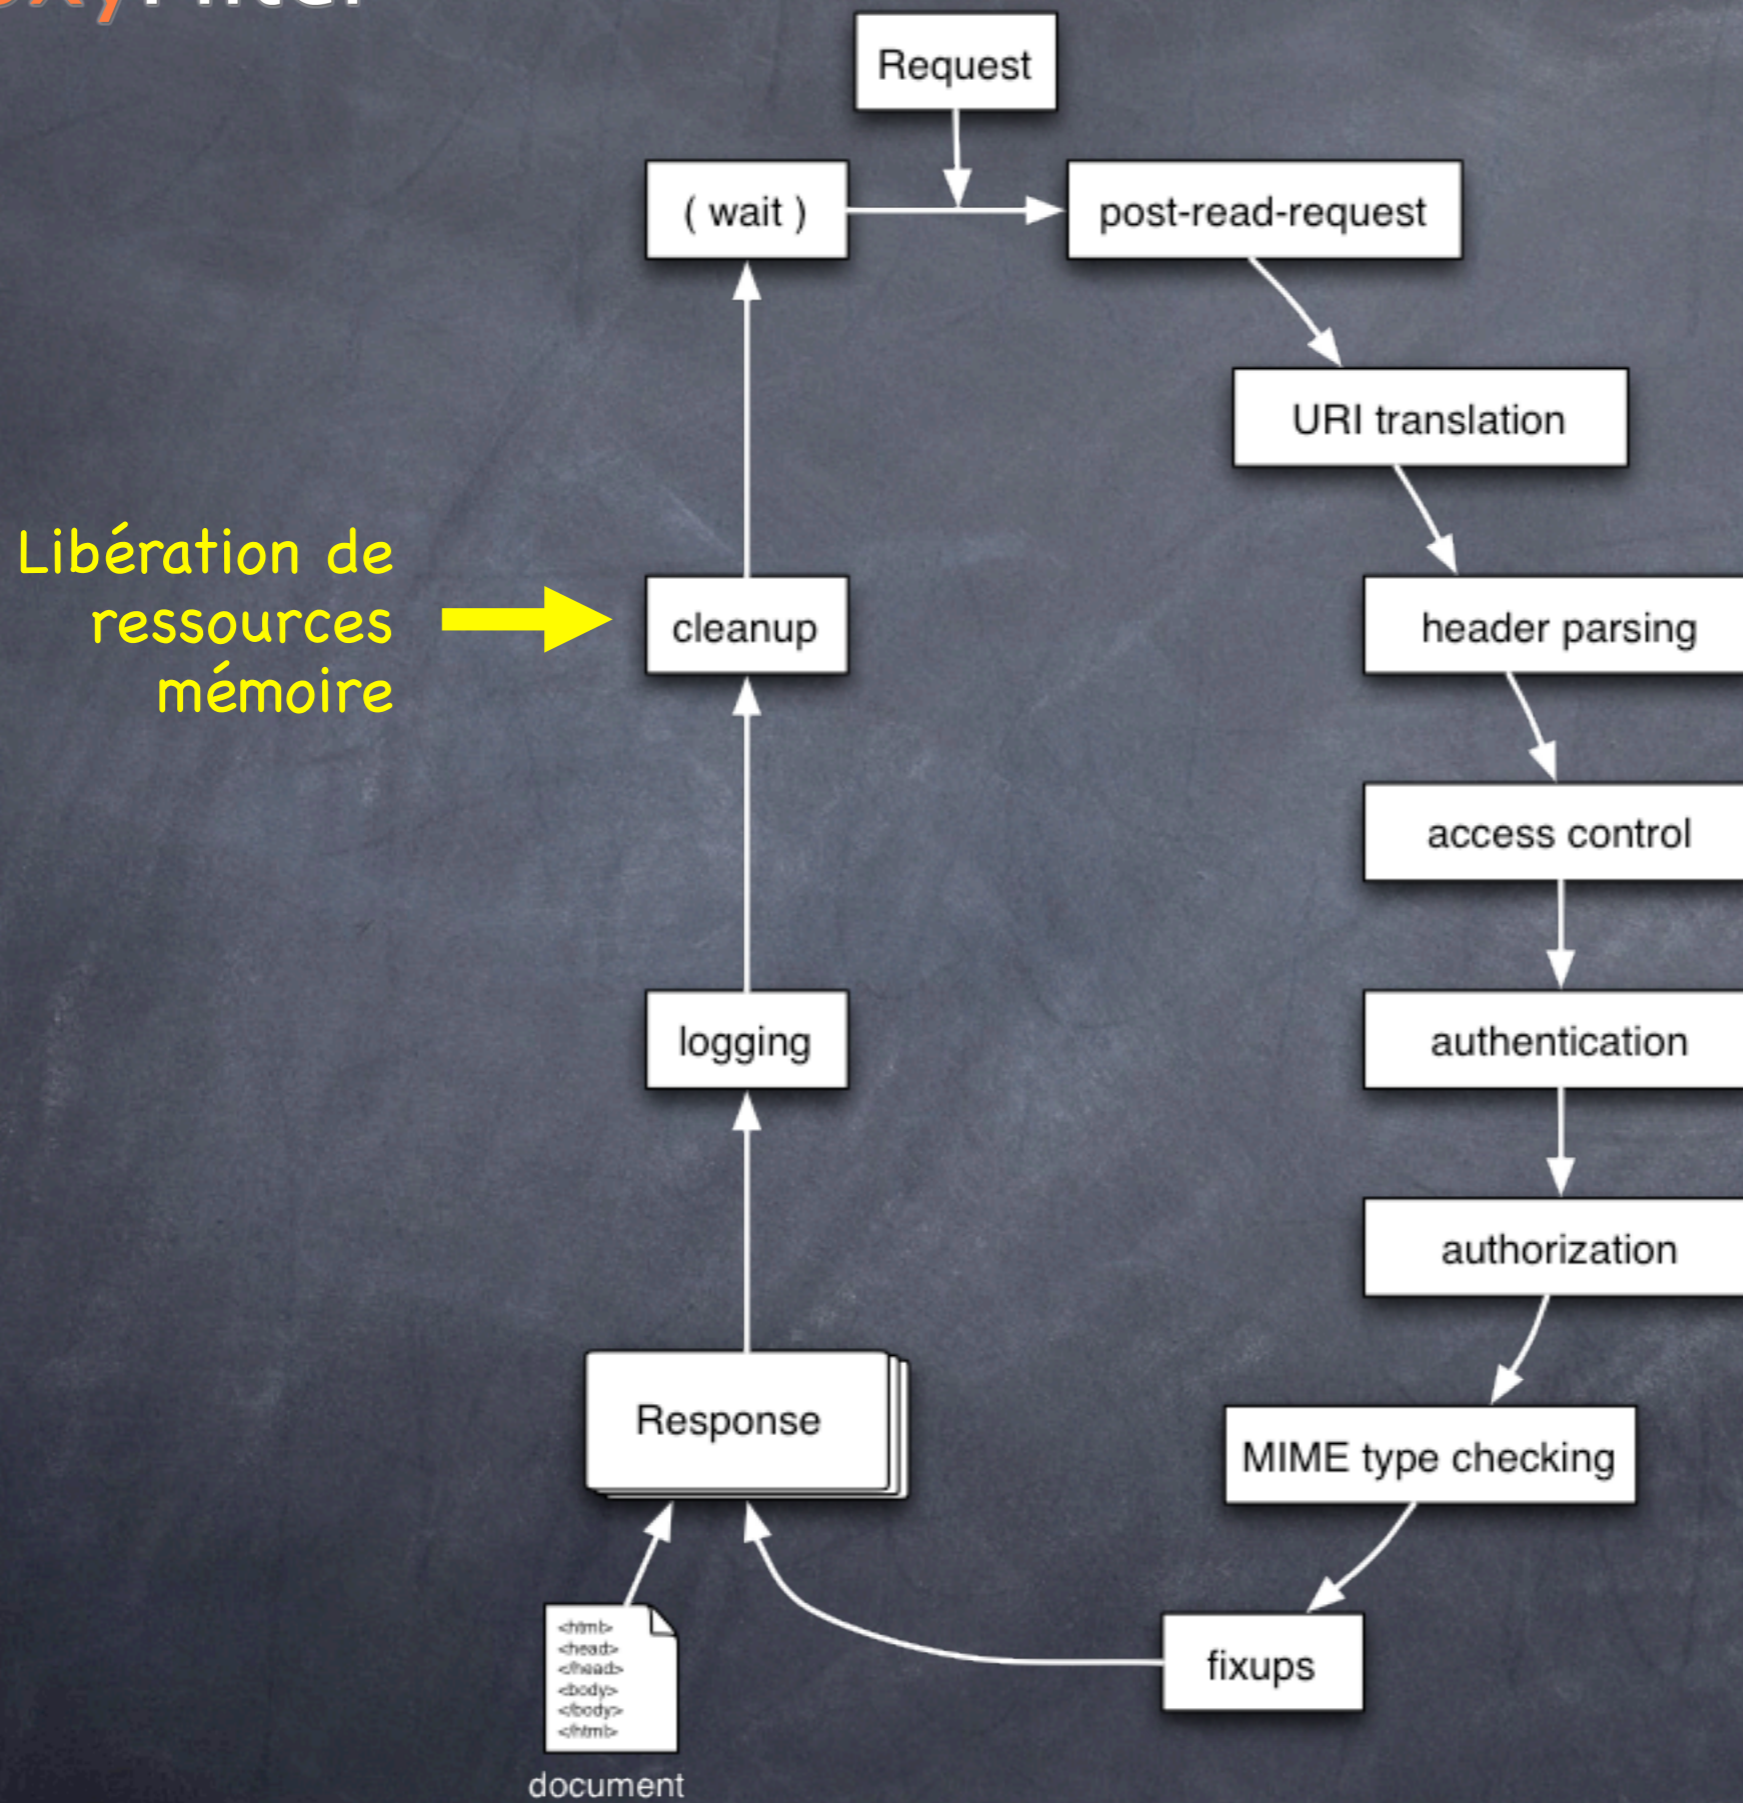 Request
( wait )
post-read-request
URI translation
Libération de
ressources
mémoire
cleanup
header parsing
access control
logging
authentication
authorization
Response
MIME type checking
<html>
<head>
</head>
<body>
</body>
</html>
fixups
document